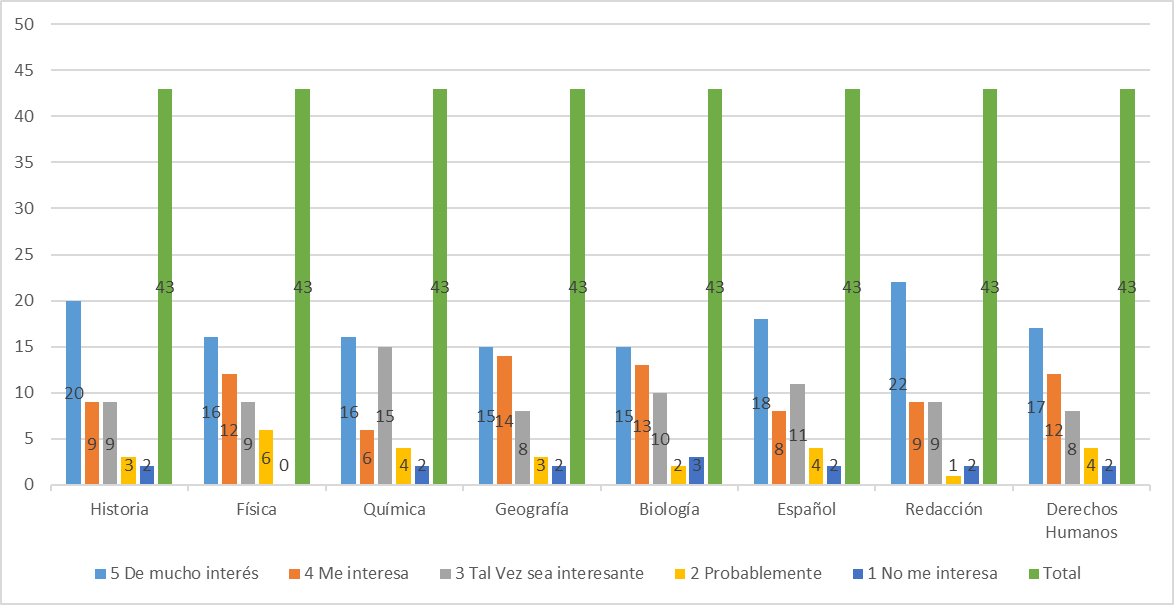 50
45
40
35
30
25
20
15
10
5
0
20 9 9 3 2 43
16 12 9 6 0 43
16 6 15 4 2 43
15 14 8 3 2 43
15 13 10 2 3 43
18 8 11 4 2 43
22 9 9 1 2 43
17 12 8 4 2 43
Historia Física Química Geografía Biología Español Redacción Derechos
Humanos
5 De mucho interés 4 Me interesa 3 Tal Vez sea interesante 2 Probablemente 1 No me interesa Total